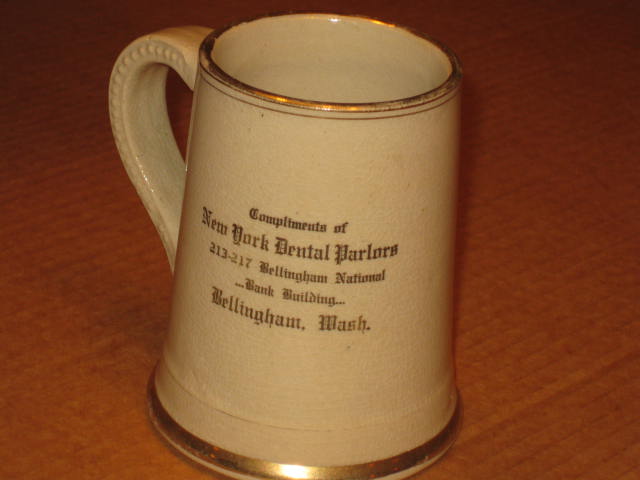 Compliments of
New York Dental Parlors
213-217 Bellingham National
...Bank Building...
Bellingham, Wash.